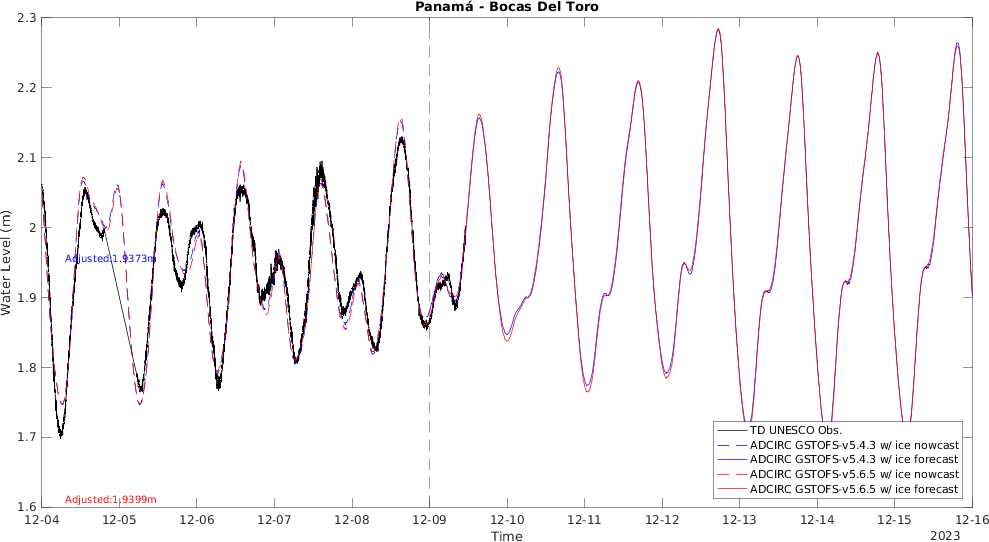 Panamá - Bocas Del Toro
2.3
2.2
2.1
2
1.9
1.8
1.7
1.6
Water Level (m)
Adjusted:1.9373m
Adjusted:1.9399m
TD UNESCO Obs.
ADCIRC GSTOFS-v5.4.3 w/ ice nowcast
ADCIRC GSTOFS-v5.4.3 w/ ice forecast
ADCIRC GSTOFS-v5.6.5 w/ ice nowcast
ADCIRC GSTOFS-v5.6.5 w/ ice forecast
12-04 12-05 12-06 12-07 12-08 12-09 12-10 12-11 12-12 12-13 12-14 12-15 12-16
Time
2023